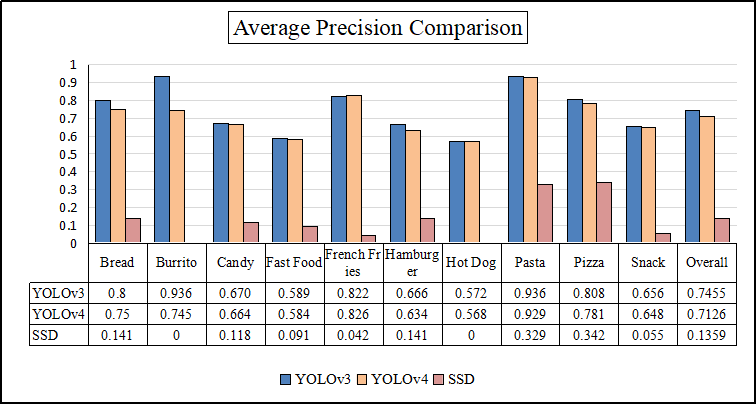 Average Precision Comparison
1
0.9
0.8
0.7
0.6
0.5
0.4
0.3
0.2
0.1
0
Bread Burrito Candy Fast Food French Fr Hamburg Hot Dog Pasta Pizza Snack Overall
ies er
YOLOv3 0.8 0.936 0.670 0.589 0.822 0.666 0.572 0.936 0.808 0.656 0.7455
YOLOv4 0.75 0.745 0.664 0.584 0.826 0.634 0.568 0.929 0.781 0.648 0.7126
SSD 0.141 0 0.118 0.091 0.042 0.141 0 0.329 0.342 0.055 0.1359
YOLOv3 YOLOv4 SSD